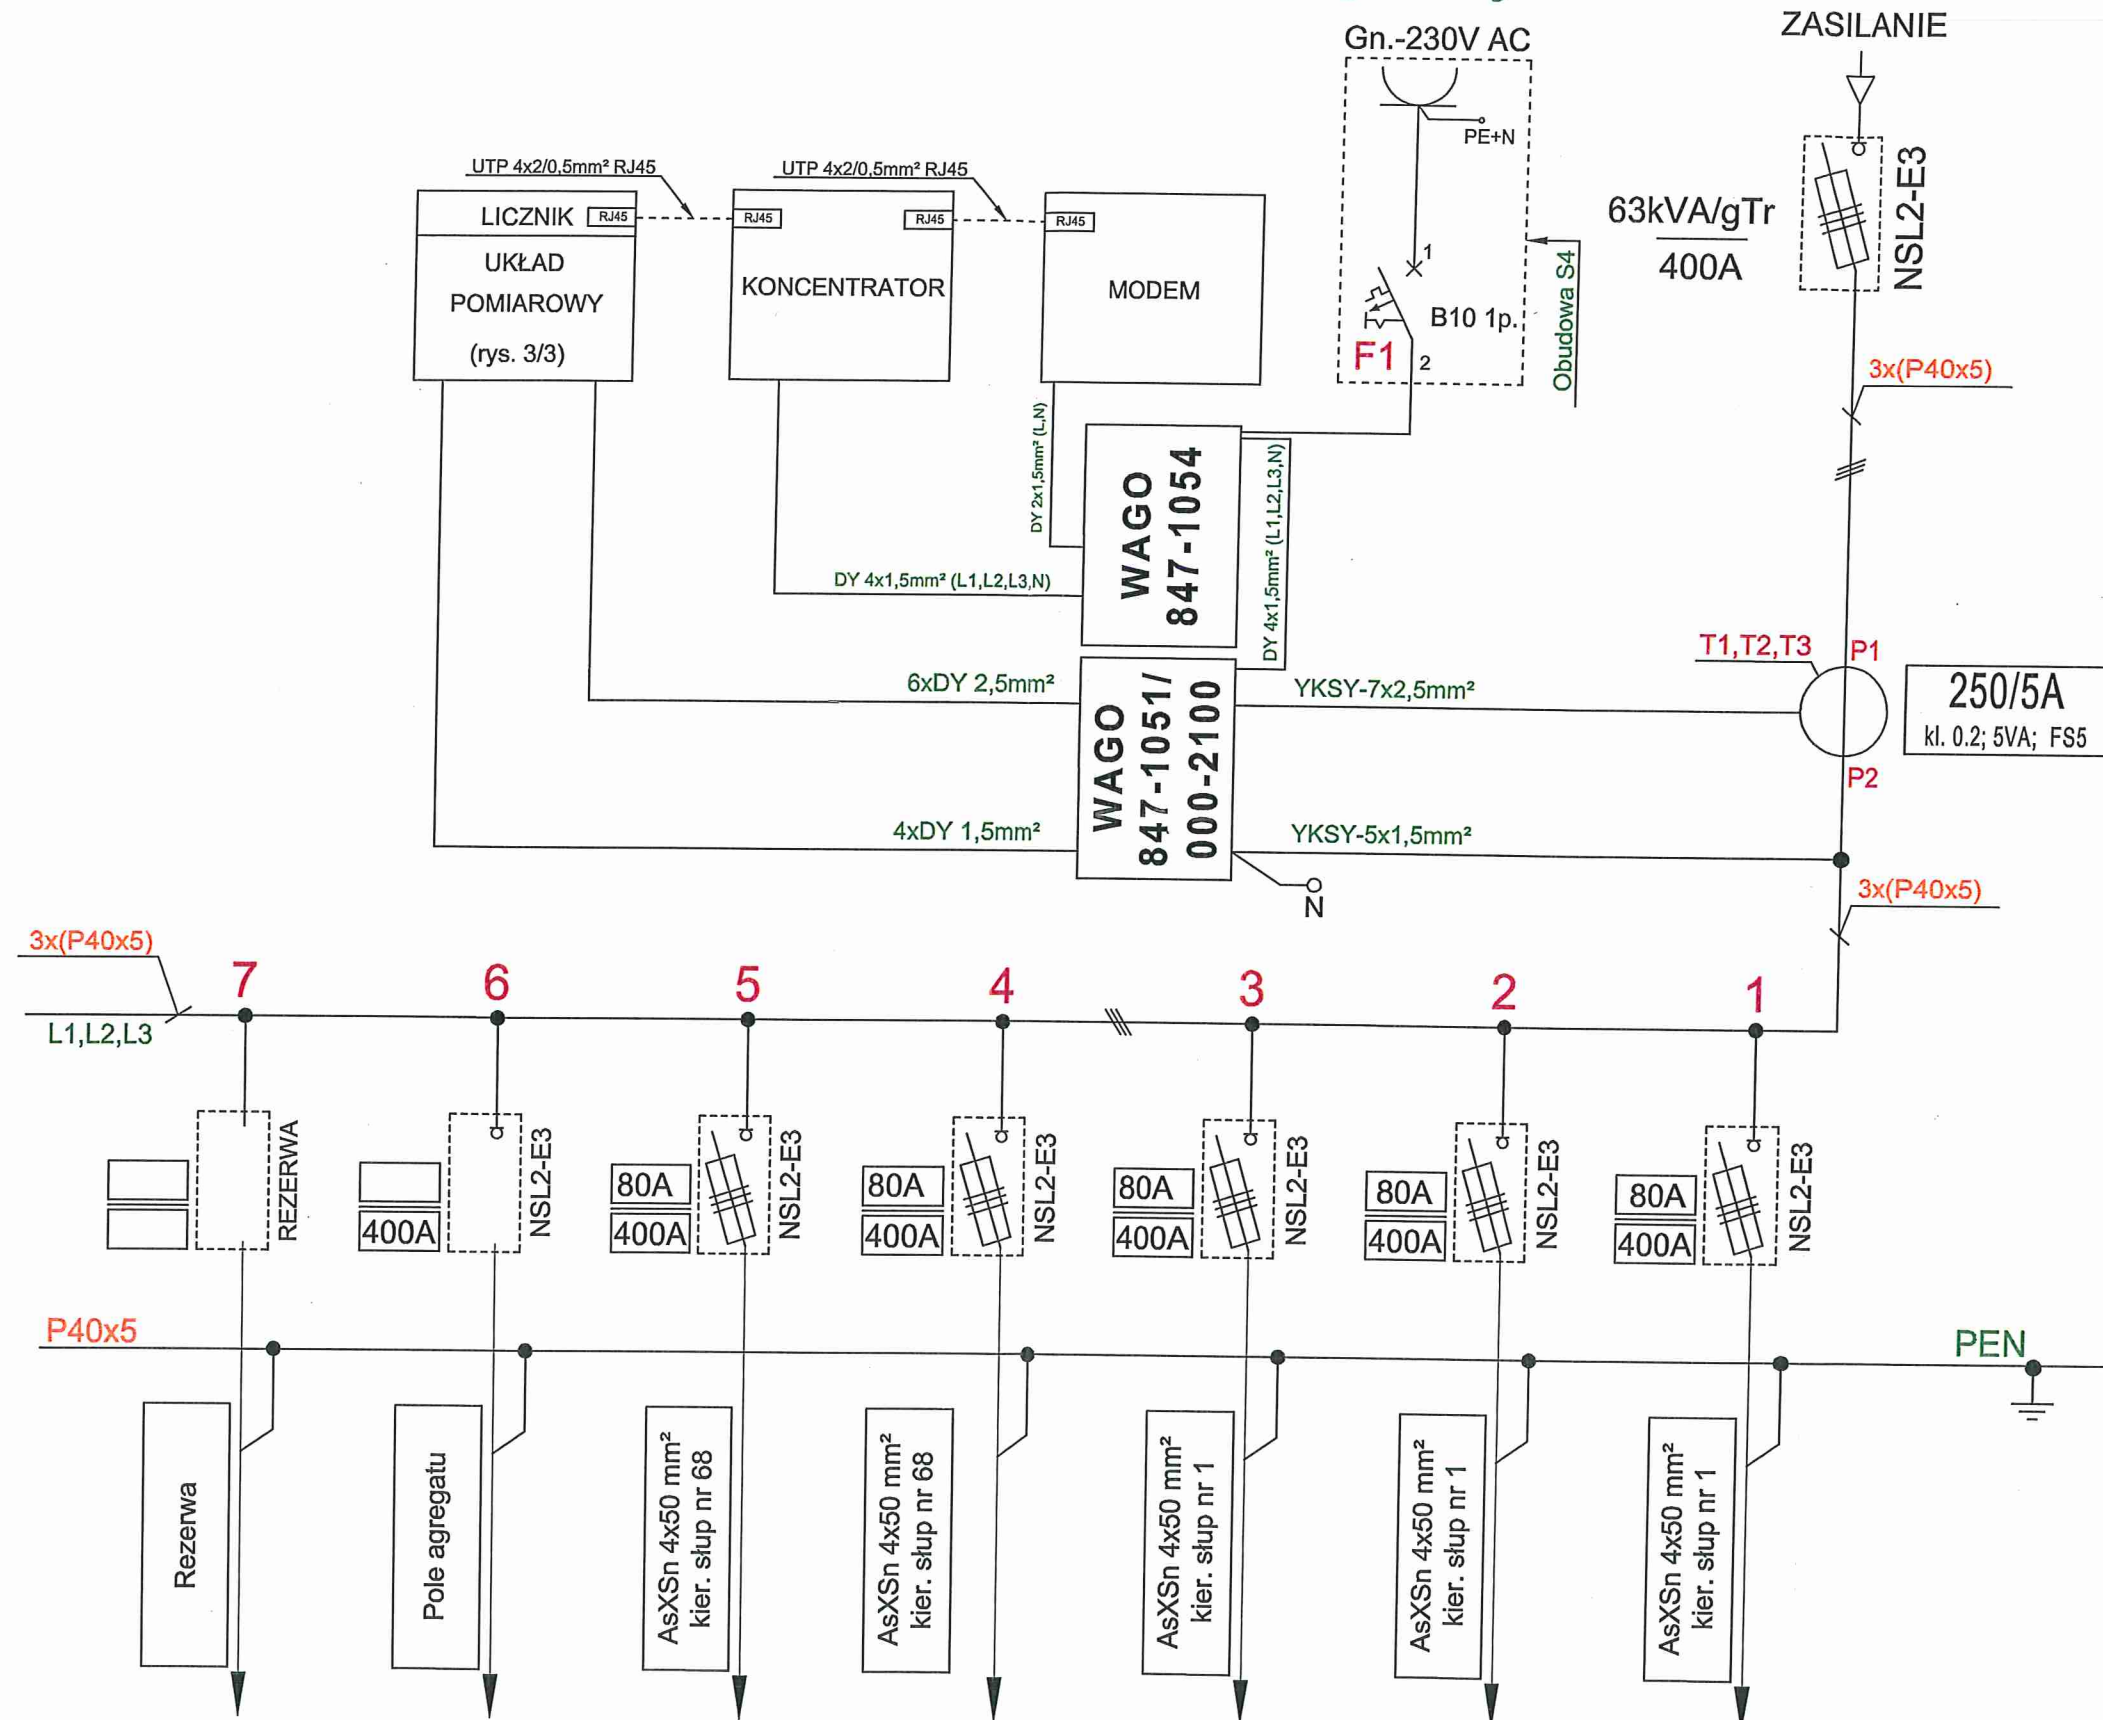 ZASILANIE
Gn.-230V AC
PE+N
UTP 4x2/0,5mm² RJ45
UTP 4x2/0,5mm² RJ45
LICZNIK
RJ45
RJ45
RJ45
RJ45
UKŁAD
POMIAROWY
(rys. 3/3)
KONCENTRATOR
MODEM
1
B10 1p.
F1
2
Obudowa S4
63kVA/gTr
400A
NSL2-E3
3x(P40x5)
DY 2x1,5mm² (L,N)
WAGO
847-1054
DY 4x1,5mm² (L1,L2,L3,N)
DY 4x1,5mm² (L1,L2,L3,N)
T1,T2,T3
P1
250/5A
kl. 0.2; 5VA; FS5
P2
6xDY 2,5mm²
WAGO
847-1051/
000-2100
YKSY-7x2,5mm²
4xDY 1,5mm²
YKSY-5x1,5mm²
N
3x(P40x5)
3x(P40x5)
7
6
5
4
3
2
1
L1,L2,L3
REZERWA
400A
NSL2-E3
80A
400A
NSL2-E3
80A
400A
NSL2-E3
80A
400A
NSL2-E3
80A
400A
NSL2-E3
80A
400A
NSL2-E3
P40x5
PEN
Rezerwa
Pole agregatu
AsXSn 4x50 mm²
kier. słup nr 68
AsXSn 4x50 mm²
kier. słup nr 68
AsXSn 4x50 mm²
kier. słup nr 1
AsXSn 4x50 mm²
kier. słup nr 1
AsXSn 4x50 mm²
kier. słup nr 1